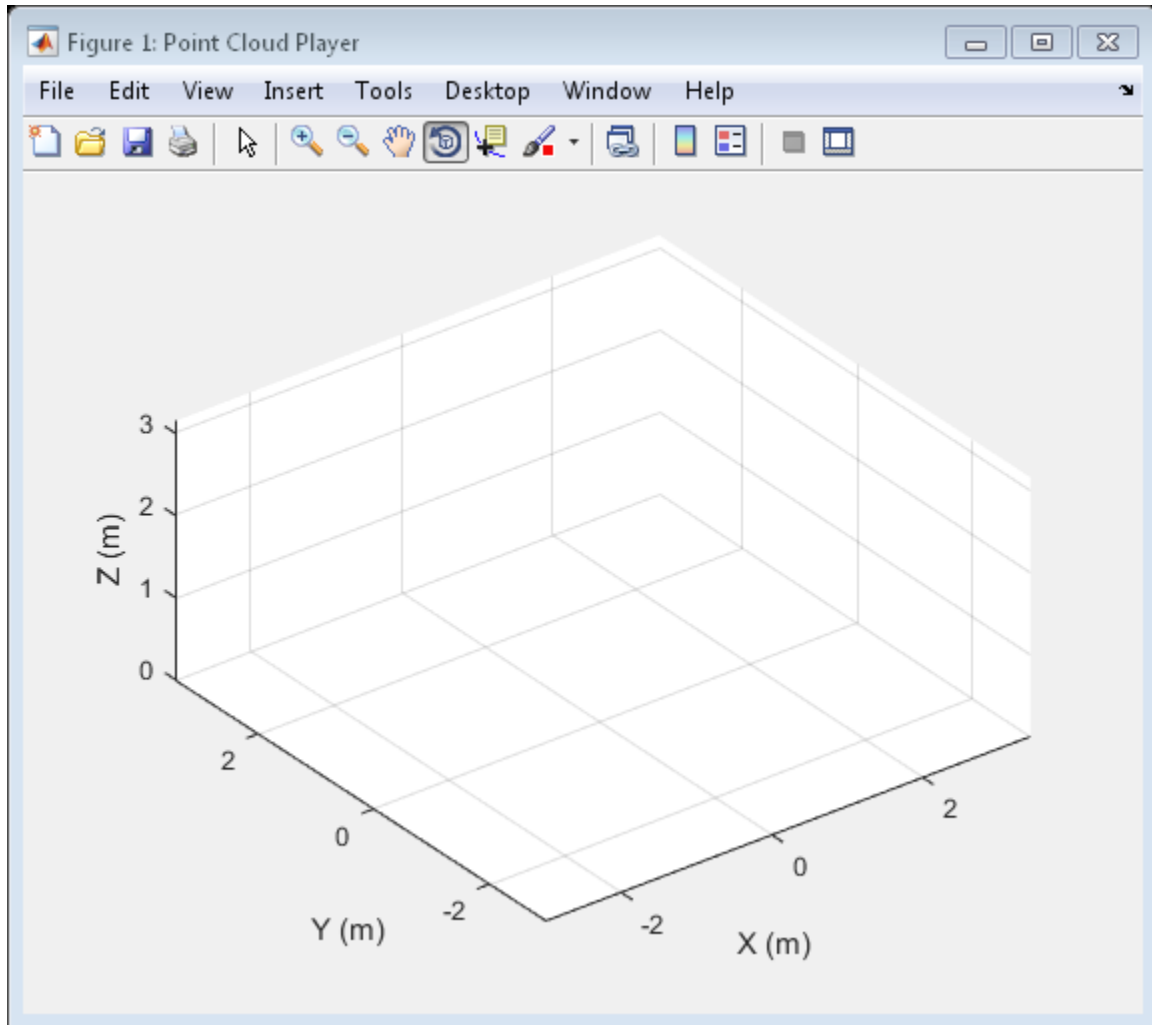 Figure 1: Point Cloud Player
File Edit View Insert Tools Desktop Window Help
3
2
1
0
Z (m)
2
0
-2
Y (m)
-2
0
2
X (m)